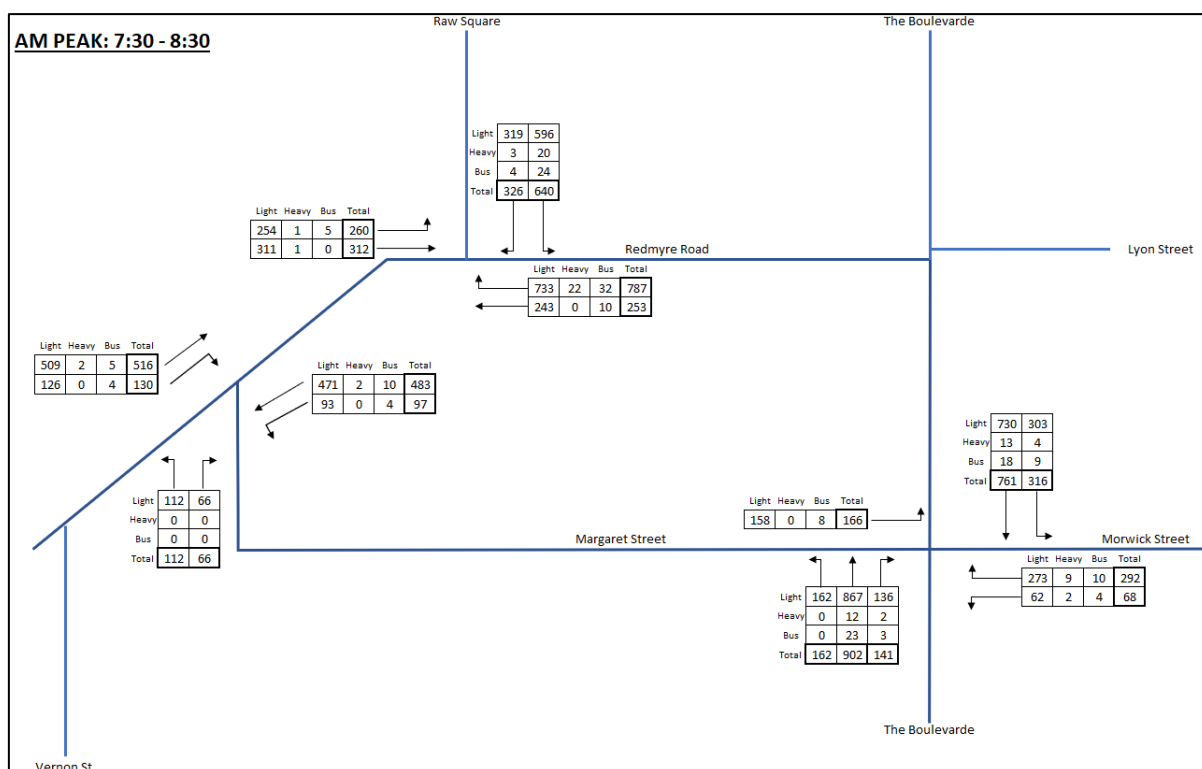 Raw Square
The Boulevarde
AM PEAK: 7:30 - 8:30
Light 319 596
Heavy 3 20
Bus 4 24
Total 326 640
Light Heavy Bus Total
254 1 5 260
311 1 0 312
Redmyre Road
Lyon Street
Light Heavy Bus Total
733 22 32 787
243 0 10 253
Light Heavy Bus Total
509 2 5 516
126 0 4 130
Light Heavy Bus Total
471 2 10 483
93 0 4 97
Light 730 303
Heavy 13 4
Bus 18 9
Total 761 316
Light 112 66
Heavy 0 0
Bus 0 0
Total 112 66
Light Heavy Bus Total
158 0 8 166
Margaret Street
Morwick Street
Light Heavy Bus Total
273 9 10 292
62 2 4 68
Light 162 867 136
Heavy 0 12 2
Bus 0 23 3
Total 162 902 141
The Boulevarde
Vernon St